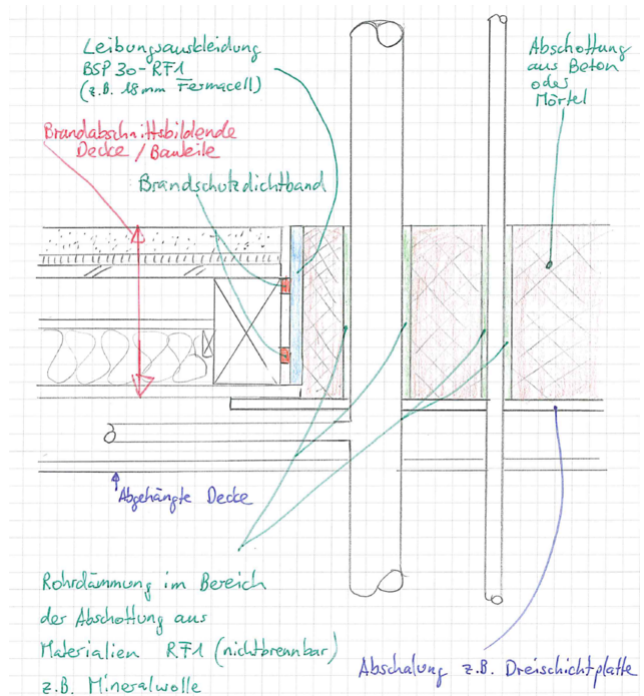 Leibungsauskleidung
BSP 30-RF1
(z.B. 18mm Fermacell)
Abschottung
aus Beton
oder
Mörtel
Brandabschnittsbildende
Decke / Bauteile
Brandschutzdichtband
Abgehängte Decke
Rohrdämmung im Bereich
der Abschottung aus
Materialien RF1 (nichtbrennbar)
z.B. Mineralwolle
Abschalung z.B. Dreischichtplatte